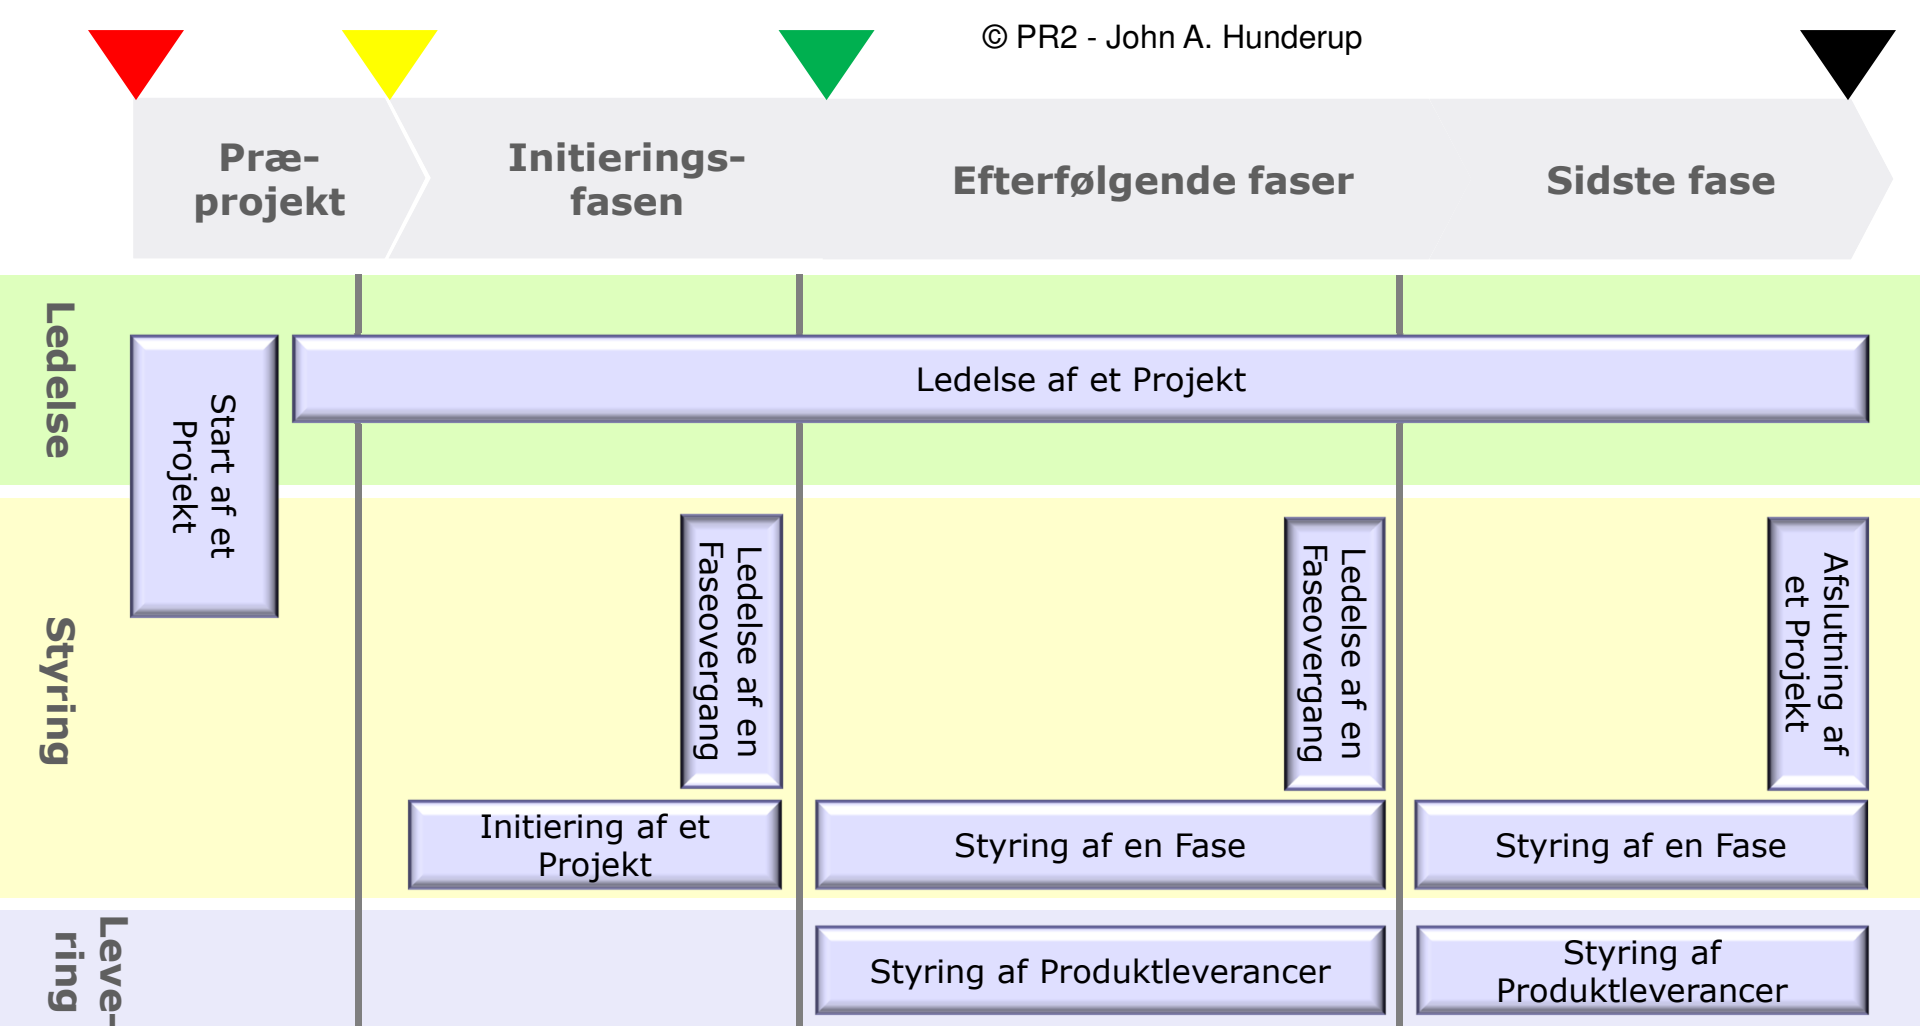 © PR2 - John A. Hunderup
Præ-
projekt
Initierings-
fasen
Efterfølgende faser
Sidste fase
Ledelse
Start af et
Projekt
Ledelse af et Projekt
Styring
Ledelse af en
Faseovergang
Ledelse af en
Faseovergang
Afslutning af
et Projekt
Initiering af et
Projekt
Styring af en Fase
Styring af en Fase
Leve-
ring
Styring af Produktleverancer
Styring af
Produktleverancer